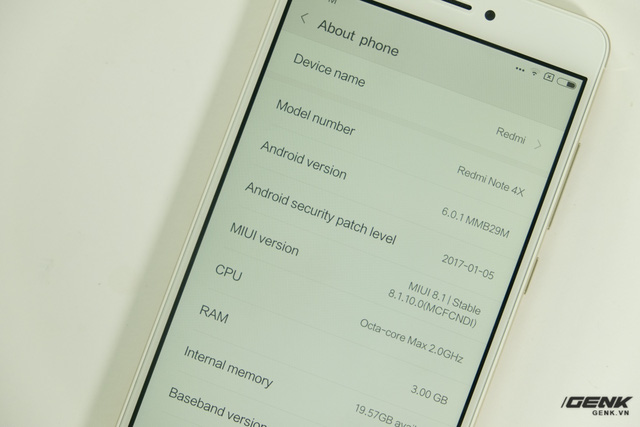 About phone
Device name
Redmi
Model number
Redmi Note 4X
Android version
6.0.1 MMB29M
Android security patch level
2017-01-05
MIUI version
MIUI 8.1 | Stable
8.1.10.0(MCFCNDI)
CPU
Octa-core Max 2.0GHz
RAM
3.00 GB
Internal memory
19.57GB avail
Baseband version
GENK
GENK.VN